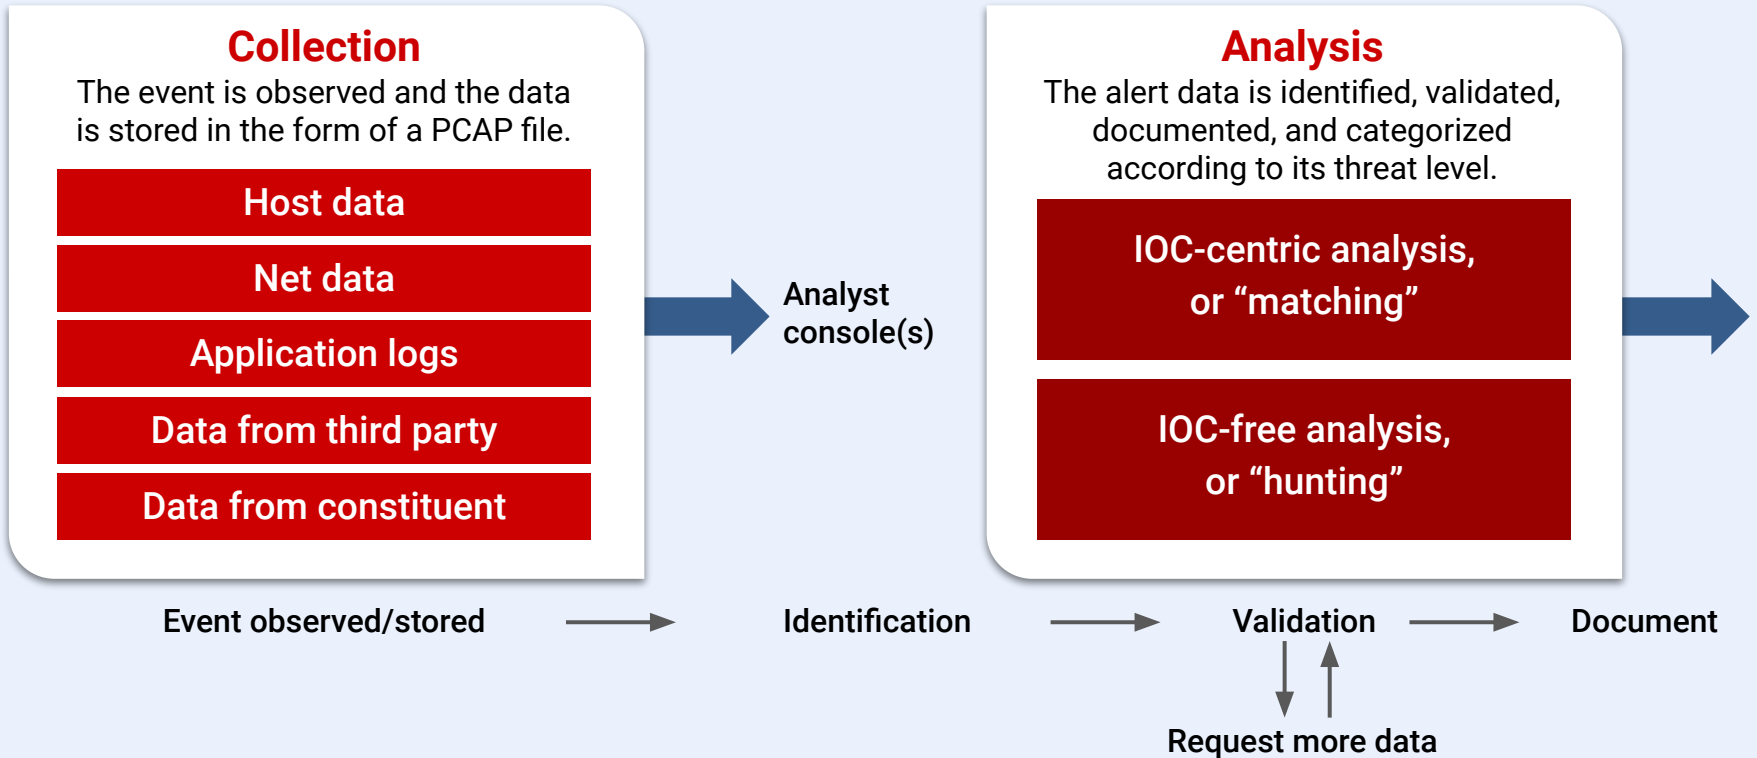 Collection
The event is observed and the data
is stored in the form of a PCAP file.
Host data
Net data
Application logs
Data from third party
Data from constituent
Analyst
console(s)
Analysis
The alert data is identified, validated,
documented, and categorized
according to its threat level.
IOC-centric analysis,
or “matching”
IOC-free analysis,
or “hunting”
Event observed/stored
Identification
Validation
Document
Request more data